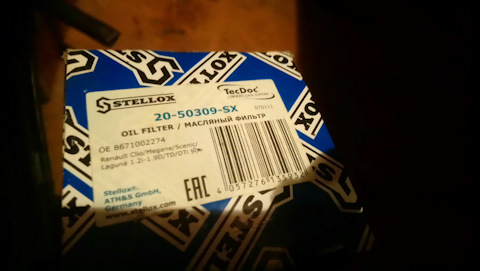 STELLOX
TecDoc
20-50309-SX
OIL FILTER / МАСЛЯНЫЙ ФИЛЬТР
OE 8671002274
Renault Clio/Megane/Scenic/
Laguna 1.2i-1.9D/TD/DTI
Stellox®,
ATH&S GmbH,
Germany
www.stellox.com
EAC
STELLOX